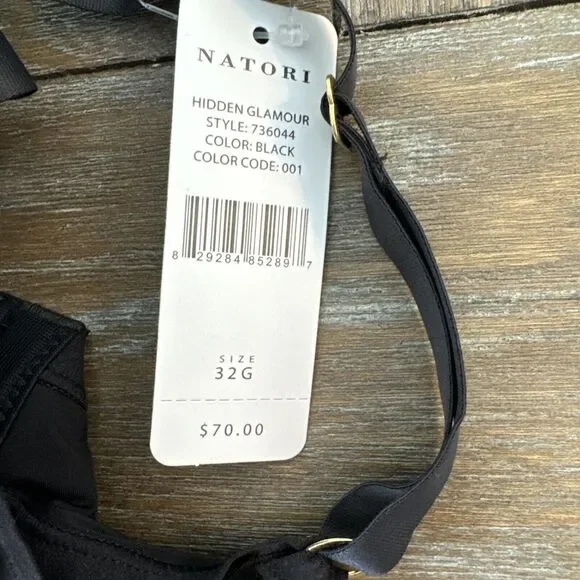 NATORI
HIDDEN GLAMOUR
STYLE: 736044
COLOR: BLACK
COLOR CODE: 001
8 29284 85289 7
SIZE
32G
$70.00